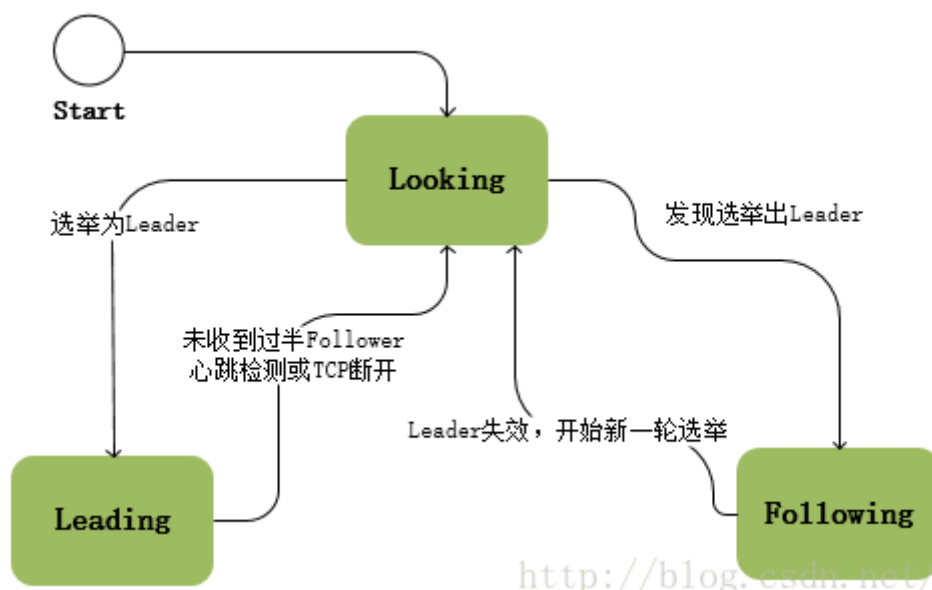 Start
Looking
选举为Leader
发现选举出Leader
未收到过半Follower
心跳检测或TCP断开
Leader失效，开始新一轮选举
Leading
Following
http://blog.csdn.net/